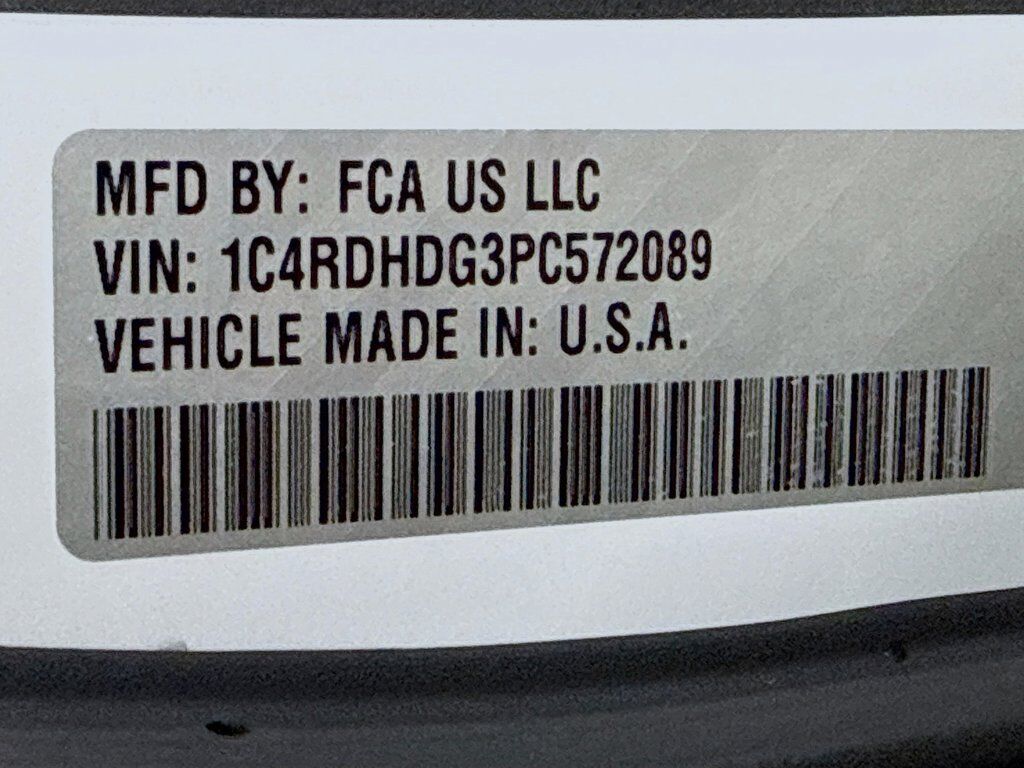 MFD BY: FCA US LLC
VIN: 1C4RDHDG3PC572089
VEHICLE MADE IN: U.S.A.